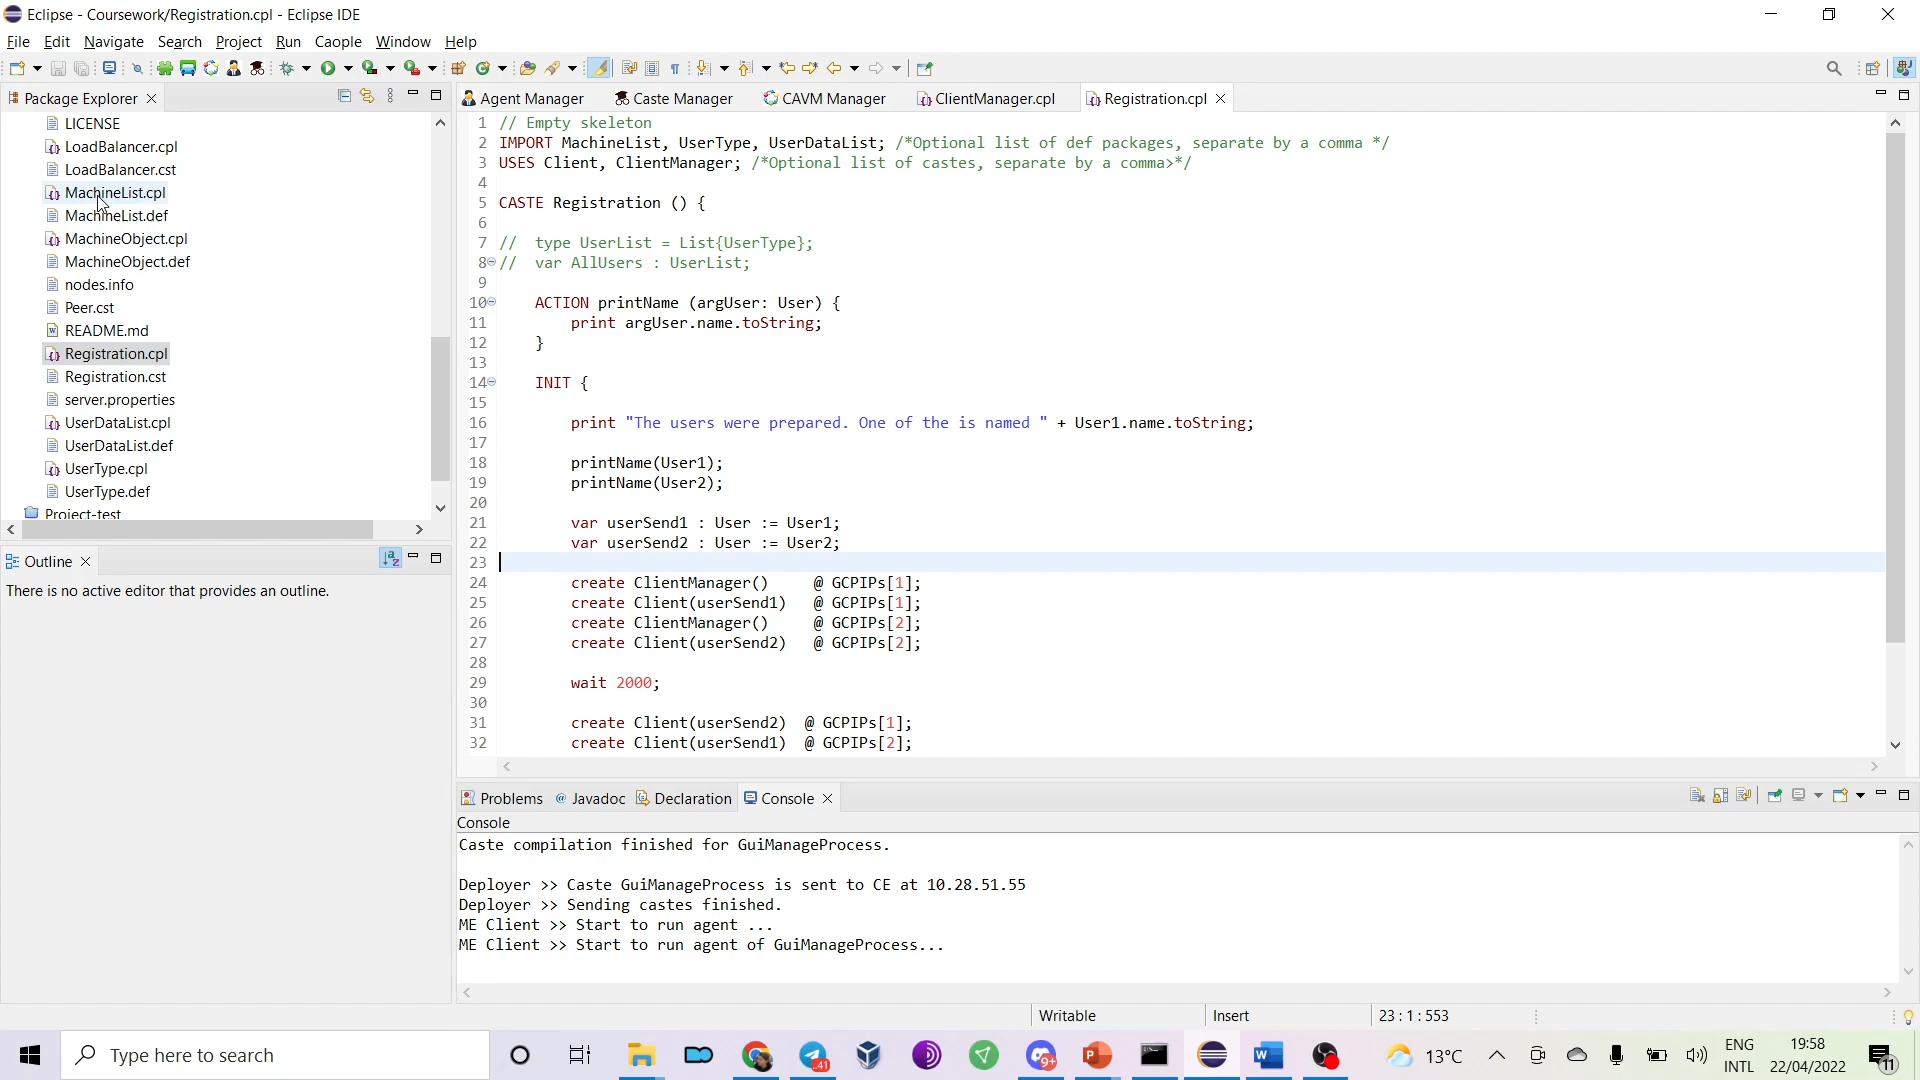 Eclipse - Coursework/Registration.cpl - Eclipse IDE
File Edit Navigate Search Project Run Caople Window Help
Package Explorer
LICENSE
LoadBalancer.cpl
LoadBalancer.cst
MachineList.cpl
MachineList.def
MachineObject.cpl
MachineObject.def
nodes.info
Peer.cst
README.md
Registration.cpl
Registration.cst
server.properties
UserDataList.cpl
UserDataList.def
UserType.cpl
UserType.def
Project-test
Outline
There is no active editor that provides an outline.
Agent Manager Caste Manager CAVM Manager ClientManager.cpl Registration.cpl
1 // Empty skeleton
2 IMPORT MachineList, UserType, UserDataList; /*Optional list of def packages, separate by a comma */
3 USES Client, ClientManager; /*Optional list of castes, separate by a comma>*/
4
5 CASTE Registration () {
6
7 // type UserList = List{UserType};
8 // var AllUsers : UserList;
9
10 ACTION printName (argUser: User) {
11 print argUser.name.toString;
12 }
13
14 INIT {
15
16 print "The users were prepared. One of the is named " + User1.name.toString;
17
18 printName(User1);
19 printName(User2);
20
21 var userSend1 : User := User1;
22 var userSend2 : User := User2;
23
24 create ClientManager() @ GCPIPs[1];
25 create Client(userSend1) @ GCPIPs[1];
26 create ClientManager() @ GCPIPs[2];
27 create Client(userSend2) @ GCPIPs[2];
28
29 wait 2000;
30
31 create Client(userSend2) @ GCPIPs[1];
32 create Client(userSend1) @ GCPIPs[2];
Problems Javadoc Declaration Console
Console
Caste compilation finished for GuiManageProcess.
Deployer >> Caste GuiManageProcess is sent to CE at 10.28.51.55
Deployer >> Sending castes finished.
ME Client >> Start to run agent ...
ME Client >> Start to run agent of GuiManageProcess...
Writable Insert 23 : 1 : 553
Type here to search
41
9+
13°C
ENG
INTL
19:58
22/04/2022
11